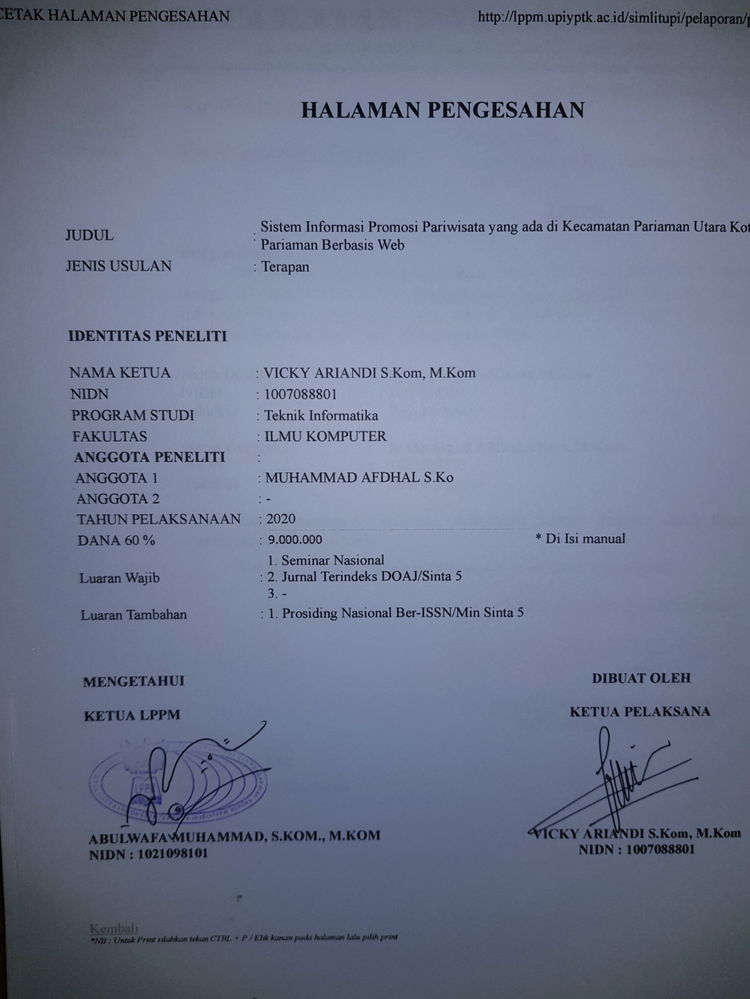 CETAK HALAMAN PENGESAHAN http://lppm.upiyptk.ac.id/simlitupi/pelaporan/p
HALAMAN PENGESAHAN
JUDUL : Sistem Informasi Promosi Pariwisata yang ada di Kecamatan Pariaman Utara Kot
Pariaman Berbasis Web
JENIS USULAN : Terapan
IDENTITAS PENELITI
NAMA KETUA : VICKY ARIANDI S.Kom, M.Kom
NIDN : 1007088801
PROGRAM STUDI : Teknik Informatika
FAKULTAS : ILMU KOMPUTER
ANGGOTA PENELITI :
ANGGOTA 1 : MUHAMMAD AFDHAL S.Ko
ANGGOTA 2 : -
TAHUN PELAKSANAAN : 2020
DANA 60 % : 9.000.000 * Di Isi manual
1. Seminar Nasional
Luaran Wajib : 2. Jurnal Terindeks DOAJ/Sinta 5
3. -
Luaran Tambahan : 1. Prosiding Nasional Ber-ISSN/Min Sinta 5
MENGETAHUI DIBUAT OLEH
KETUA LPPM KETUA PELAKSANA
LPPM
ABULWAFA MUHAMMAD, S.KOM., M.KOM VICKY ARIANDI S.Kom, M.Kom
NIDN : 1021098101 NIDN : 1007088801
Kembali
*NB : Untuk Print silahkan tekan CTRL + P / Klik kanan pada halaman lalu pilih print